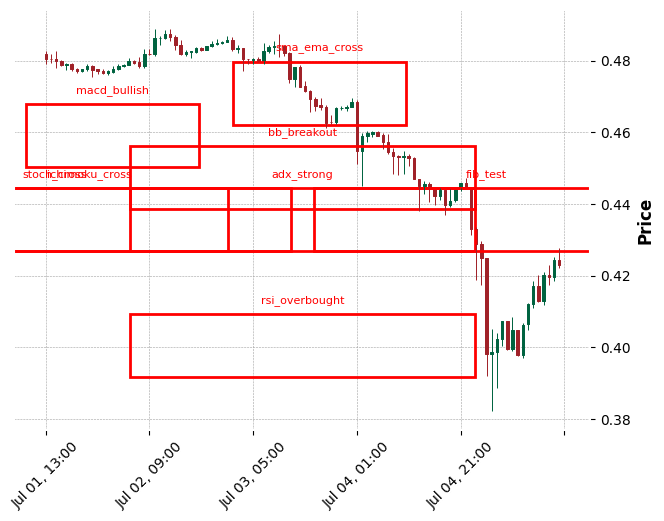 sma_ema_cross
0.48
macd_bullish
0.46
bb_breakout
adx_strong
fib_test
0.44
Price
0.42
rsi_overbought
0.40
0.38
Jul 01, 13:00
Jul 02, 09:00
Jul 03, 05:00
Jul 04, 01:00
Jul 04, 21:00